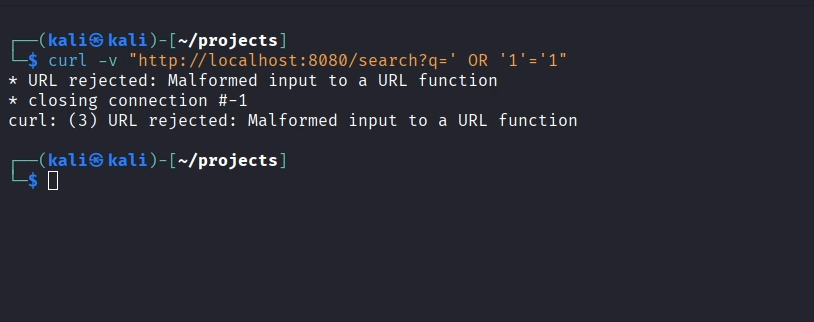 ┌──(kali㉿kali)-[~/projects]
└─$ curl -v "http://localhost:8080/search?q=' OR '1'='1"
* URL rejected: Malformed input to a URL function
* closing connection #-1
curl: (3) URL rejected: Malformed input to a URL function
┌──(kali㉿kali)-[~/projects]
└─$